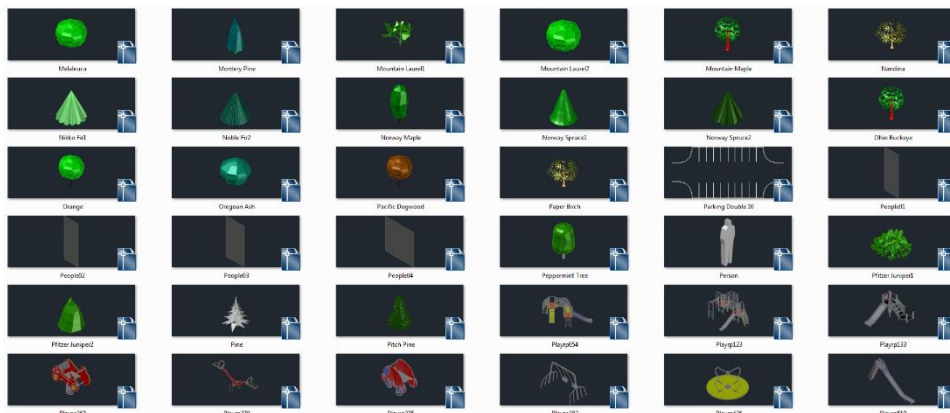 Melaleuca
Montery Pine
Mountain Laurel1
Mountain Laurel2
Mountain Maple
Nandina
Nikko Fir1
Noble Fir2
Norway Maple
Norway Spruce1
Norway Spruce2
Ohio Buckeye
Orange
Oregoan Ash
Pacific Dogwood
Paper Birch
Parking Double 16
People01
People02
People03
People04
Peppermint Tree
Person
Pfitzer Juniper1
Pfitzer Juniper2
Pine
Pitch Pine
Playrp054
Playrp123
Playrp133